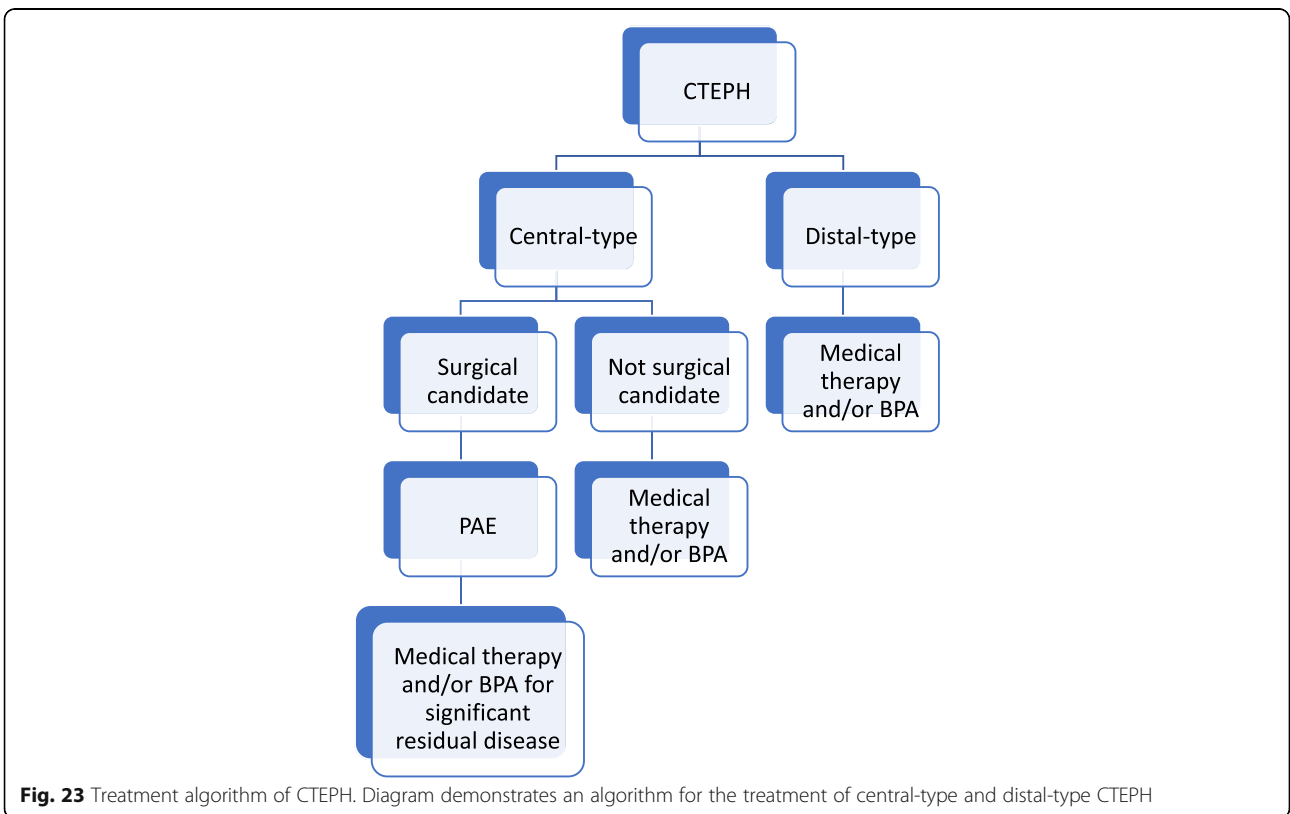 CTEPH
Central-type
Distal-type
Surgical
candidate
Not surgical
candidate
Medical
therapy
and/or BPA
PAE
Medical
therapy
and/or BPA
Medical therapy
and/or BPA for
significant
residual disease
Fig. 23 Treatment algorithm of CTEPH. Diagram demonstrates an algorithm for the treatment of central-type and distal-type CTEPH